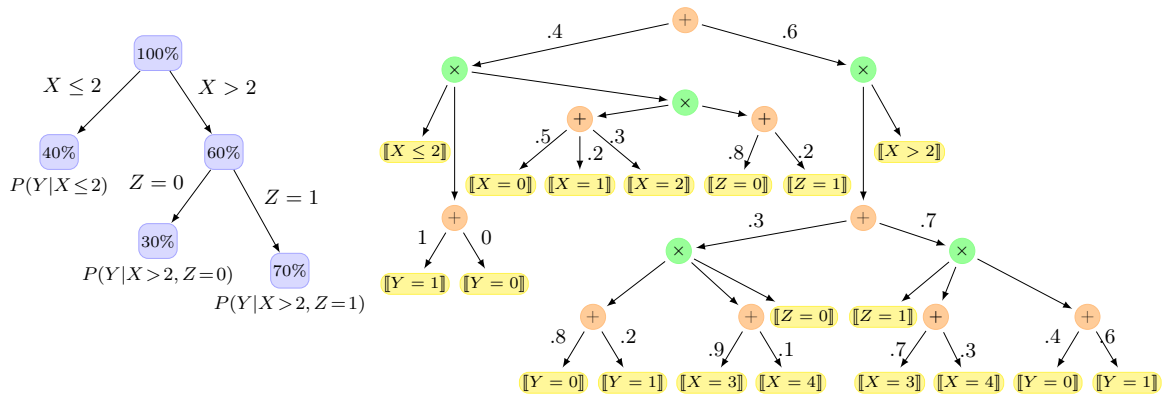 100%
X ≤ 2
X > 2
40%
60%
P(Y|X≤2)
Z = 0
Z = 1
30%
70%
P(Y|X>2, Z=0)
P(Y|X>2, Z=1)
+
.4
.6
×
×
×
+
+
.5
.2
.3
.8
.2
⟦X ≤ 2⟧
⟦X > 2⟧
⟦X = 0⟧
⟦X = 1⟧
⟦X = 2⟧
⟦Z = 0⟧
⟦Z = 1⟧
+
+
1
0
.3
.7
⟦Y = 1⟧
⟦Y = 0⟧
×
×
+
+
⟦Z = 0⟧
⟦Z = 1⟧
+
+
.8
.2
.9
.1
.7
.3
.4
.6
⟦Y = 0⟧
⟦Y = 1⟧
⟦X = 3⟧
⟦X = 4⟧
⟦X = 3⟧
⟦X = 4⟧
⟦Y = 0⟧
⟦Y = 1⟧